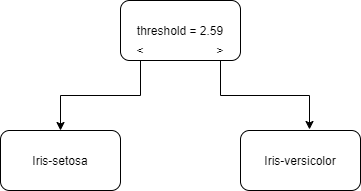 threshold = 2.59
< >
Iris-setosa
Iris-versicolor